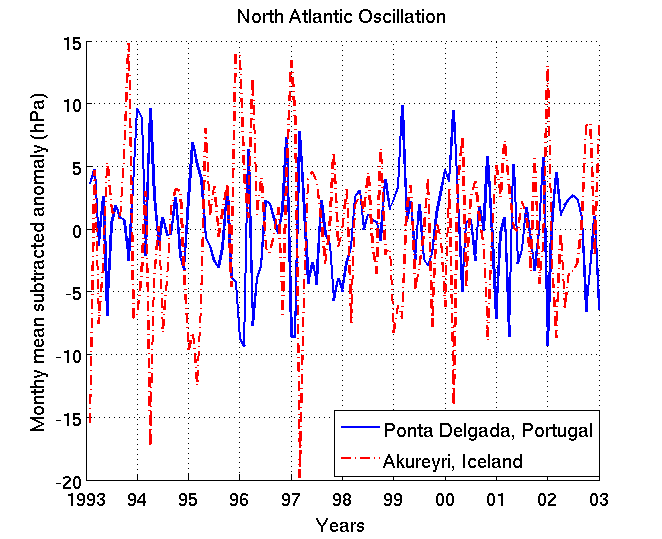 North Atlantic Oscillation
Monthy mean subtracted anomaly (hPa)
15
10
5
0
-5
-10
-15
-20
Ponta Delgada, Portugal
Akureyri, Iceland
1993 94 95 96 97 98 99 00 01 02 03
Years